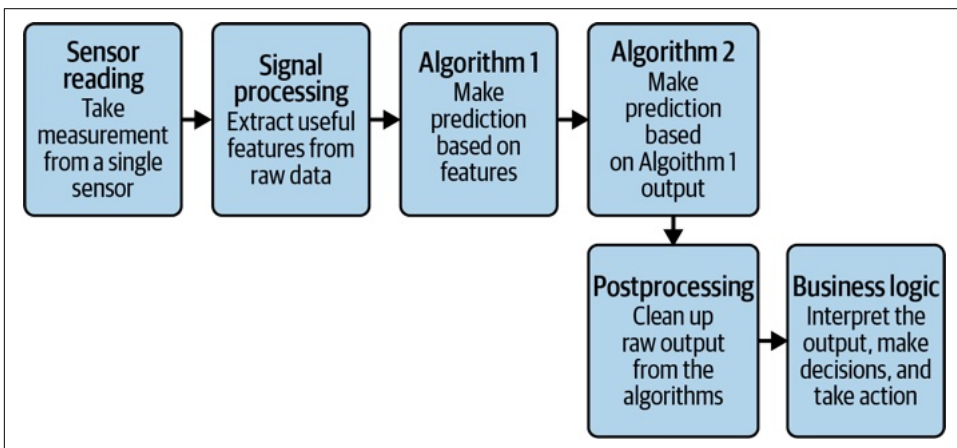 Sensor
reading
Take
measurement
from a single
sensor
Signal
processing
Extract useful
features from
raw data
Algorithm 1
Make
prediction
based on
features
Algorithm 2
Make
prediction
based
on Algoithm 1
output
Postprocessing
Clean up
raw output
from the
algorithms
Business logic
Interpret the
output, make
decisions, and
take action